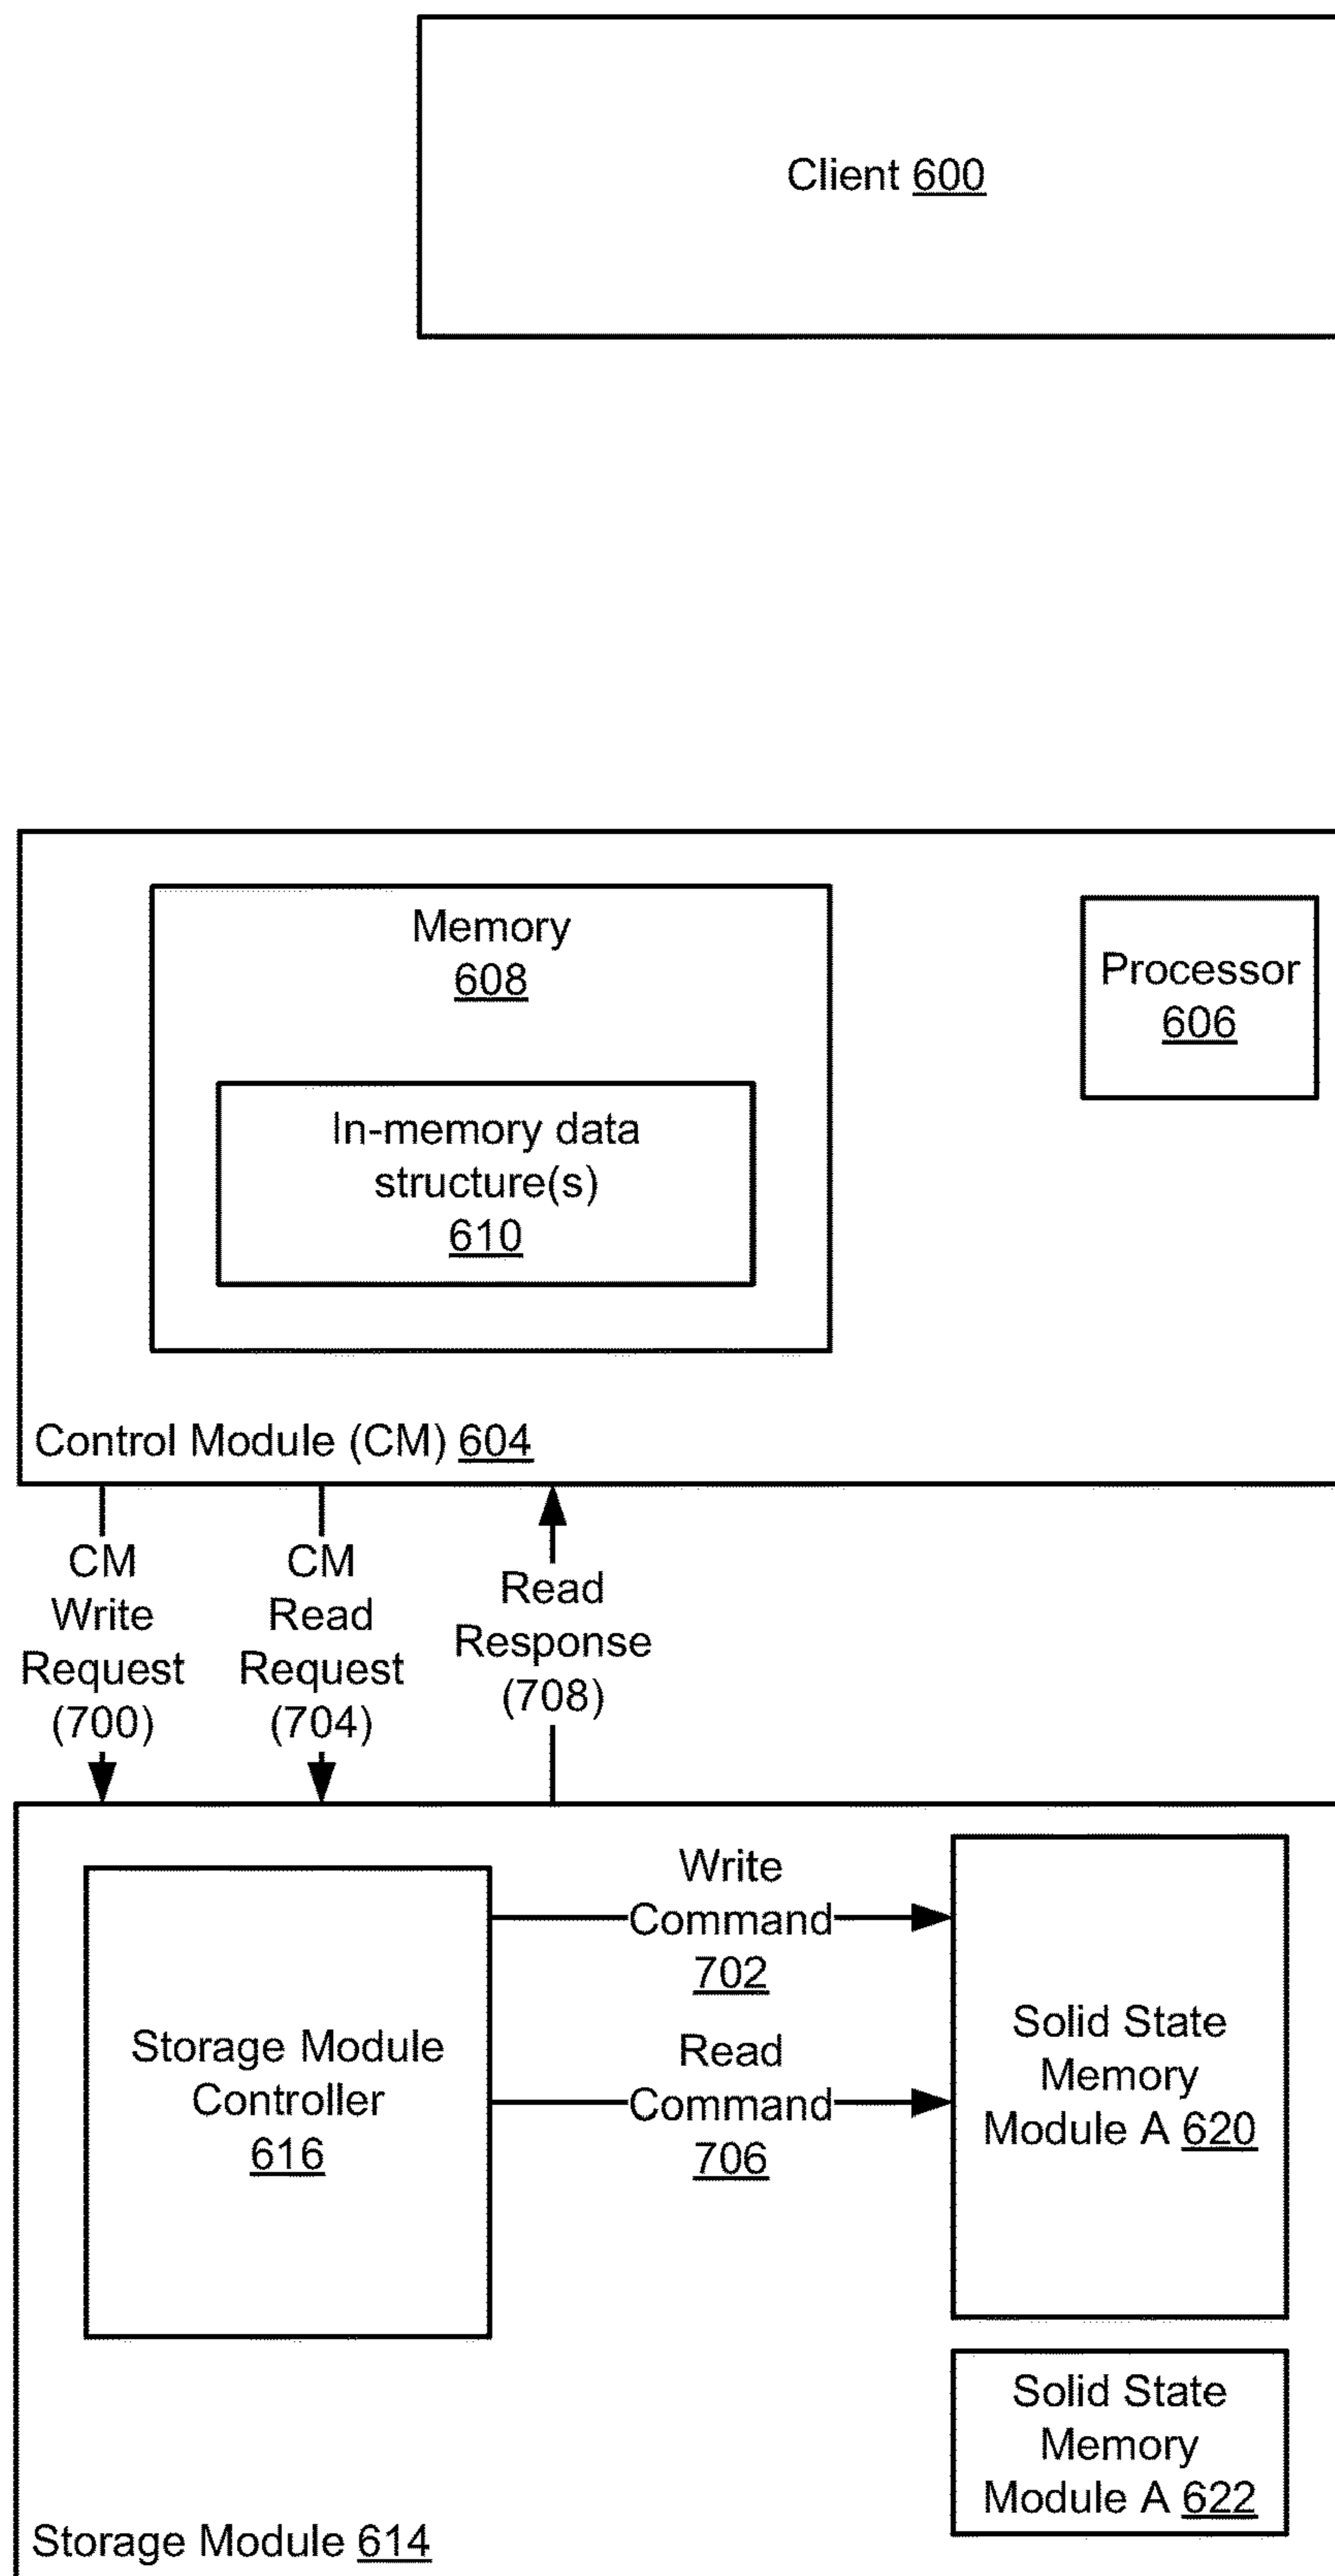 Client 600
Memory
608
Processor
606
In-memory data
structure(s)
610
Control Module (CM) 604
CM
Write
Request
(700)
CM
Read
Request
(704)
Read
Response
(708)
Write
Command
702
Read
Command
706
Storage Module
Controller
616
Solid State
Memory
Module A 620
Solid State
Memory
Module A 622
Storage Module 614